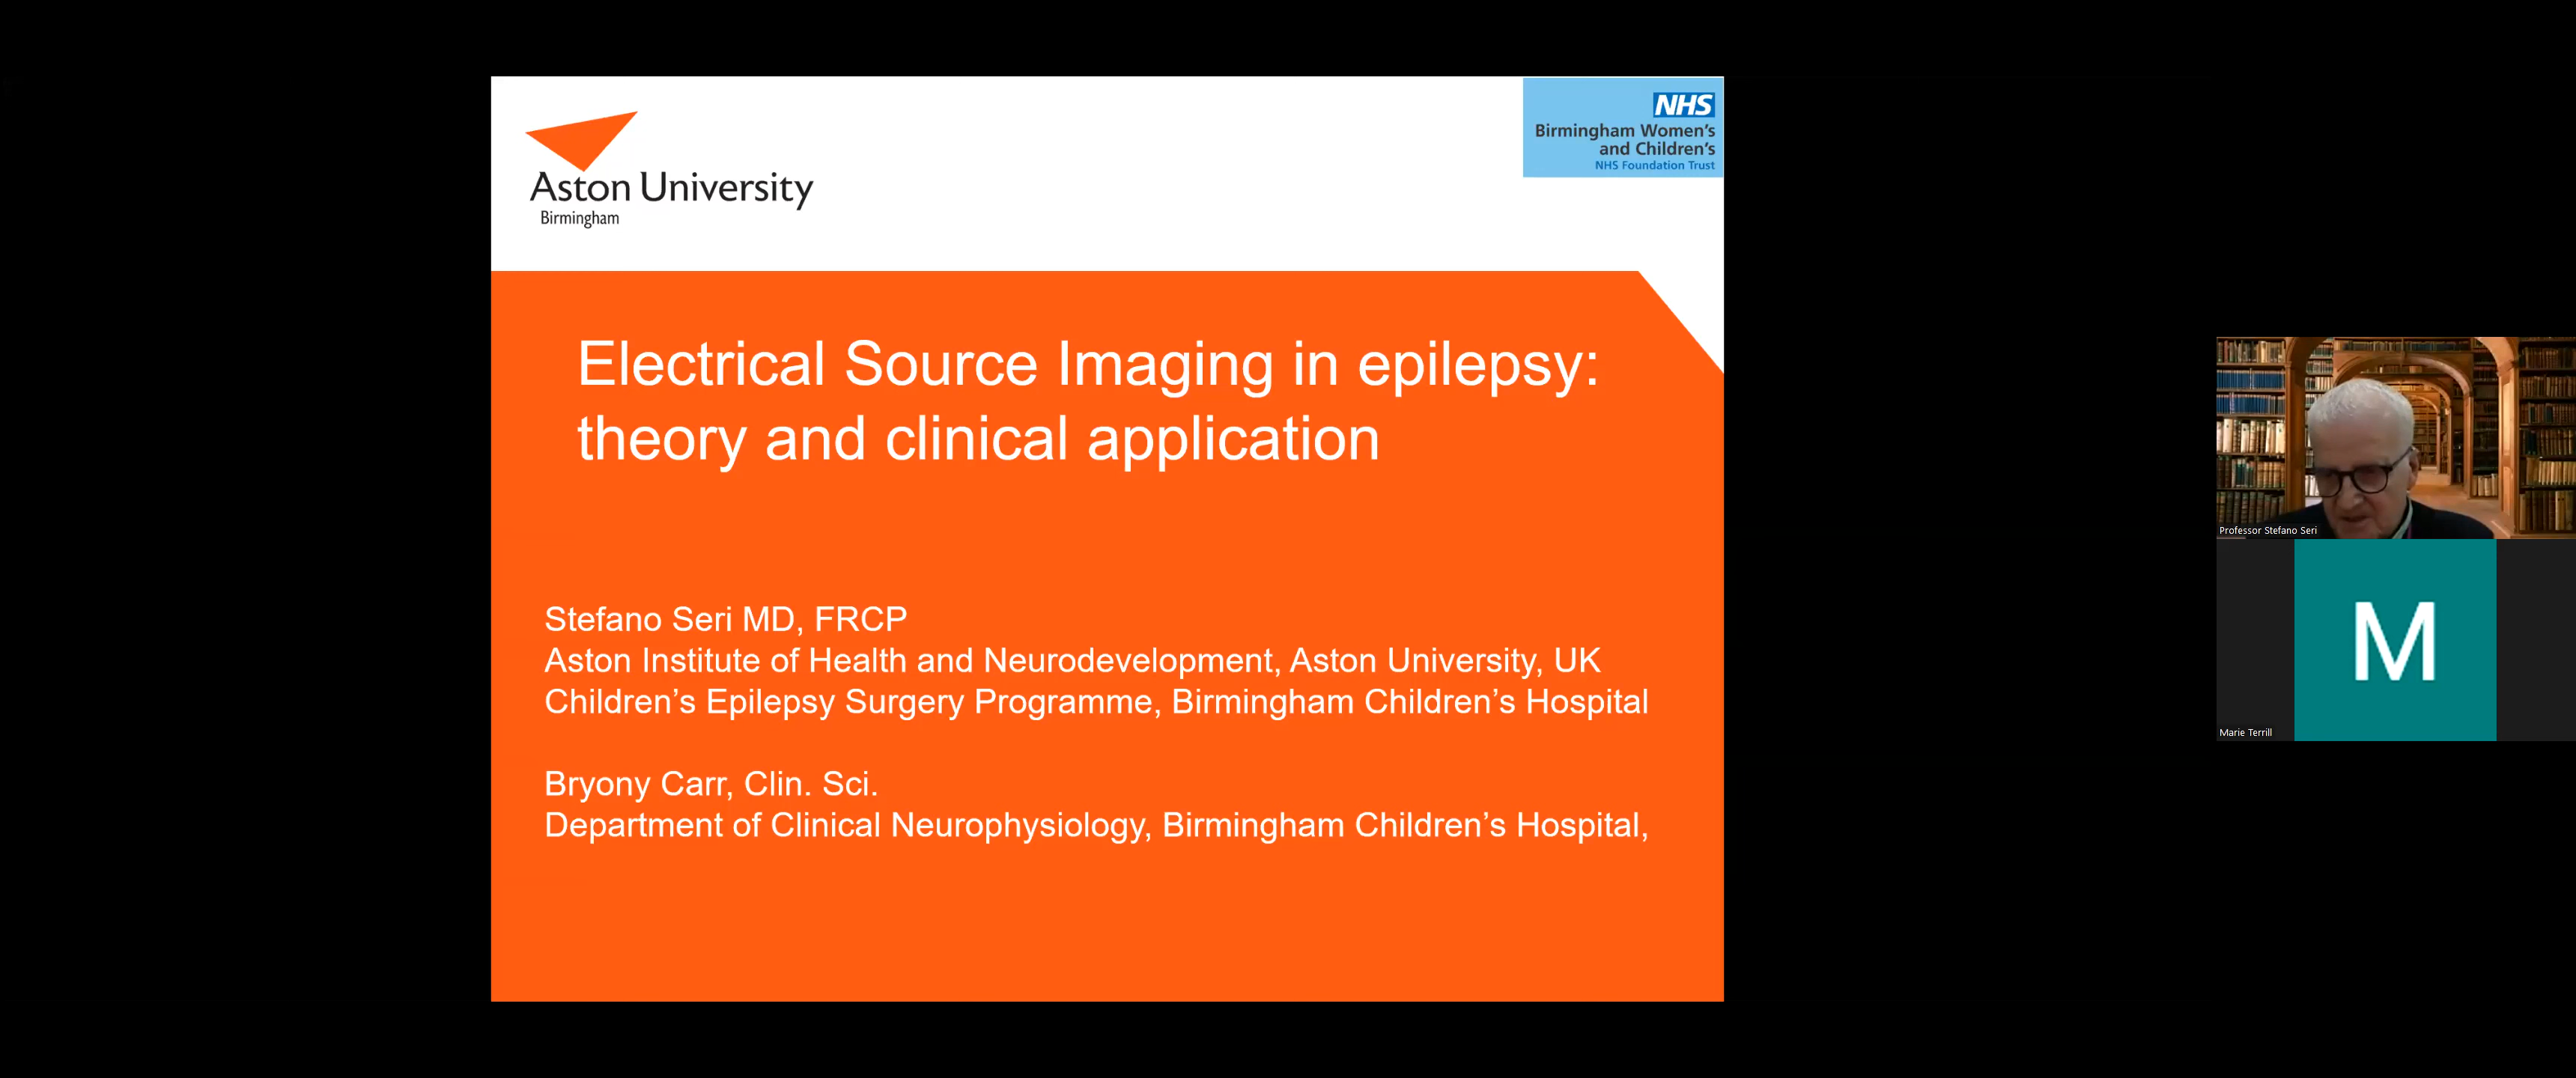 Aston University
Birmingham
NHS
Birmingham Women's
and Children's
NHS Foundation Trust
Electrical Source Imaging in epilepsy:
theory and clinical application
Stefano Seri MD, FRCP
Aston Institute of Health and Neurodevelopment, Aston University, UK
Children's Epilepsy Surgery Programme, Birmingham Children's Hospital
Bryony Carr, Clin. Sci.
Department of Clinical Neurophysiology, Birmingham Children's Hospital,
Professor Stefano Seri
M
Marie Terrill